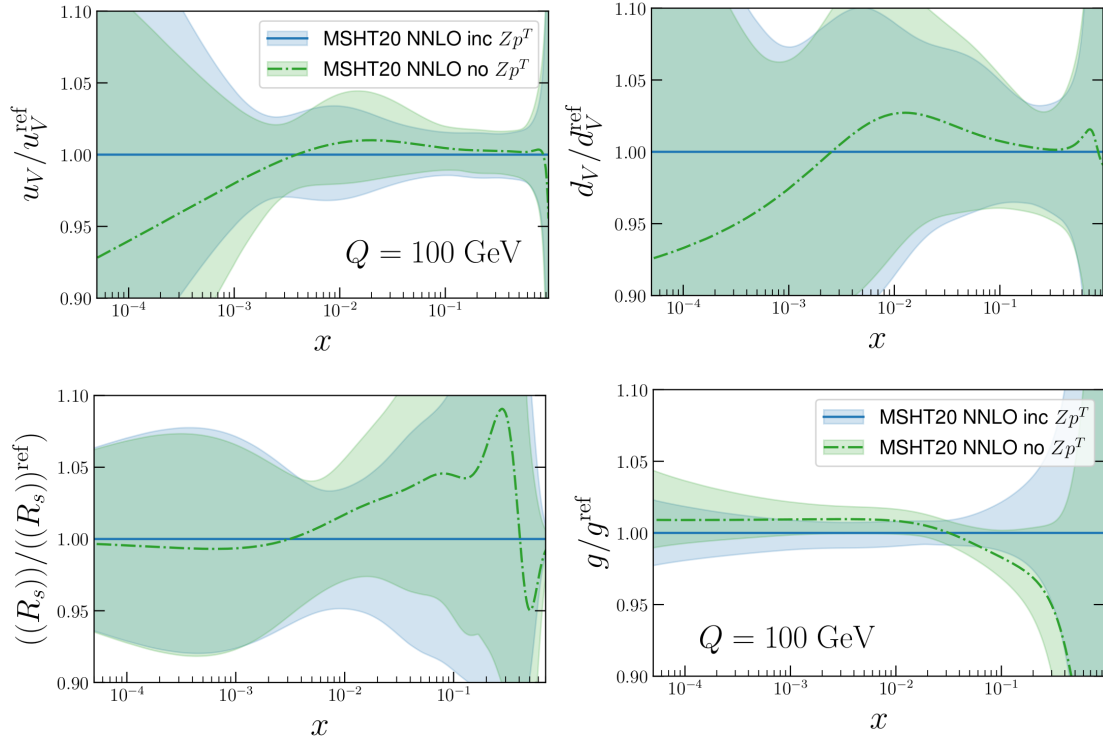 1.10
1.05
1.00
0.95
0.90
u_V/u_V^ref
MSHT20 NNLO inc Zp^T
MSHT20 NNLO no Zp^T
Q = 100 GeV
10^−4 10^−3 10^−2 10^−1
x
1.10
1.05
1.00
0.95
0.90
d_V/d_V^ref
10^−4 10^−3 10^−2 10^−1
x
1.10
1.05
1.00
0.95
0.90
((R_s))/((R_s))^ref)
10^−4 10^−3 10^−2 10^−1
x
1.10
1.05
1.00
0.95
0.90
g/g^ref
MSHT20 NNLO inc Zp^T
MSHT20 NNLO no Zp^T
Q = 100 GeV
10^−4 10^−3 10^−2 10^−1
x